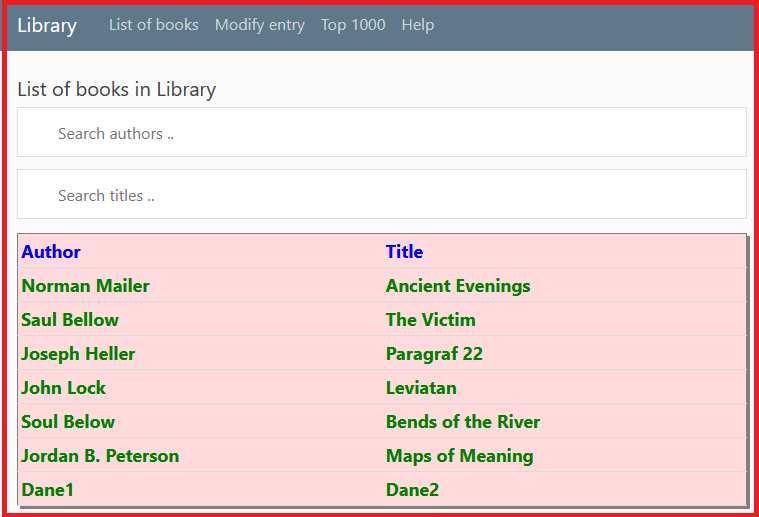 Library List of books Modify entry Top 1000 Help
List of books in Library
Search authors ..
Search titles ..
Author Title
Norman Mailer Ancient Evenings
Saul Bellow The Victim
Joseph Heller Paragraf 22
John Lock Leviatan
Soul Below Bends of the River
Jordan B. Peterson Maps of Meaning
Dane1 Dane2